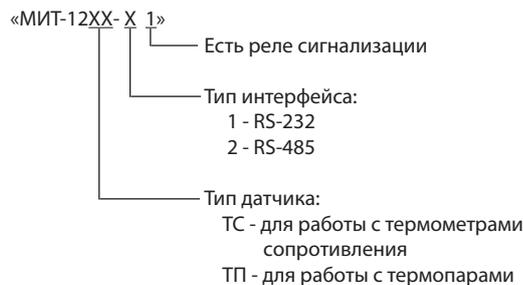 «МИТ-12ХХ- Х 1»
Есть реле сигнализации
Тип интерфейса:
1 - RS-232
2 - RS-485
Тип датчика:
ТС - для работы с термометрами
сопротивления
ТП - для работы с термопарами